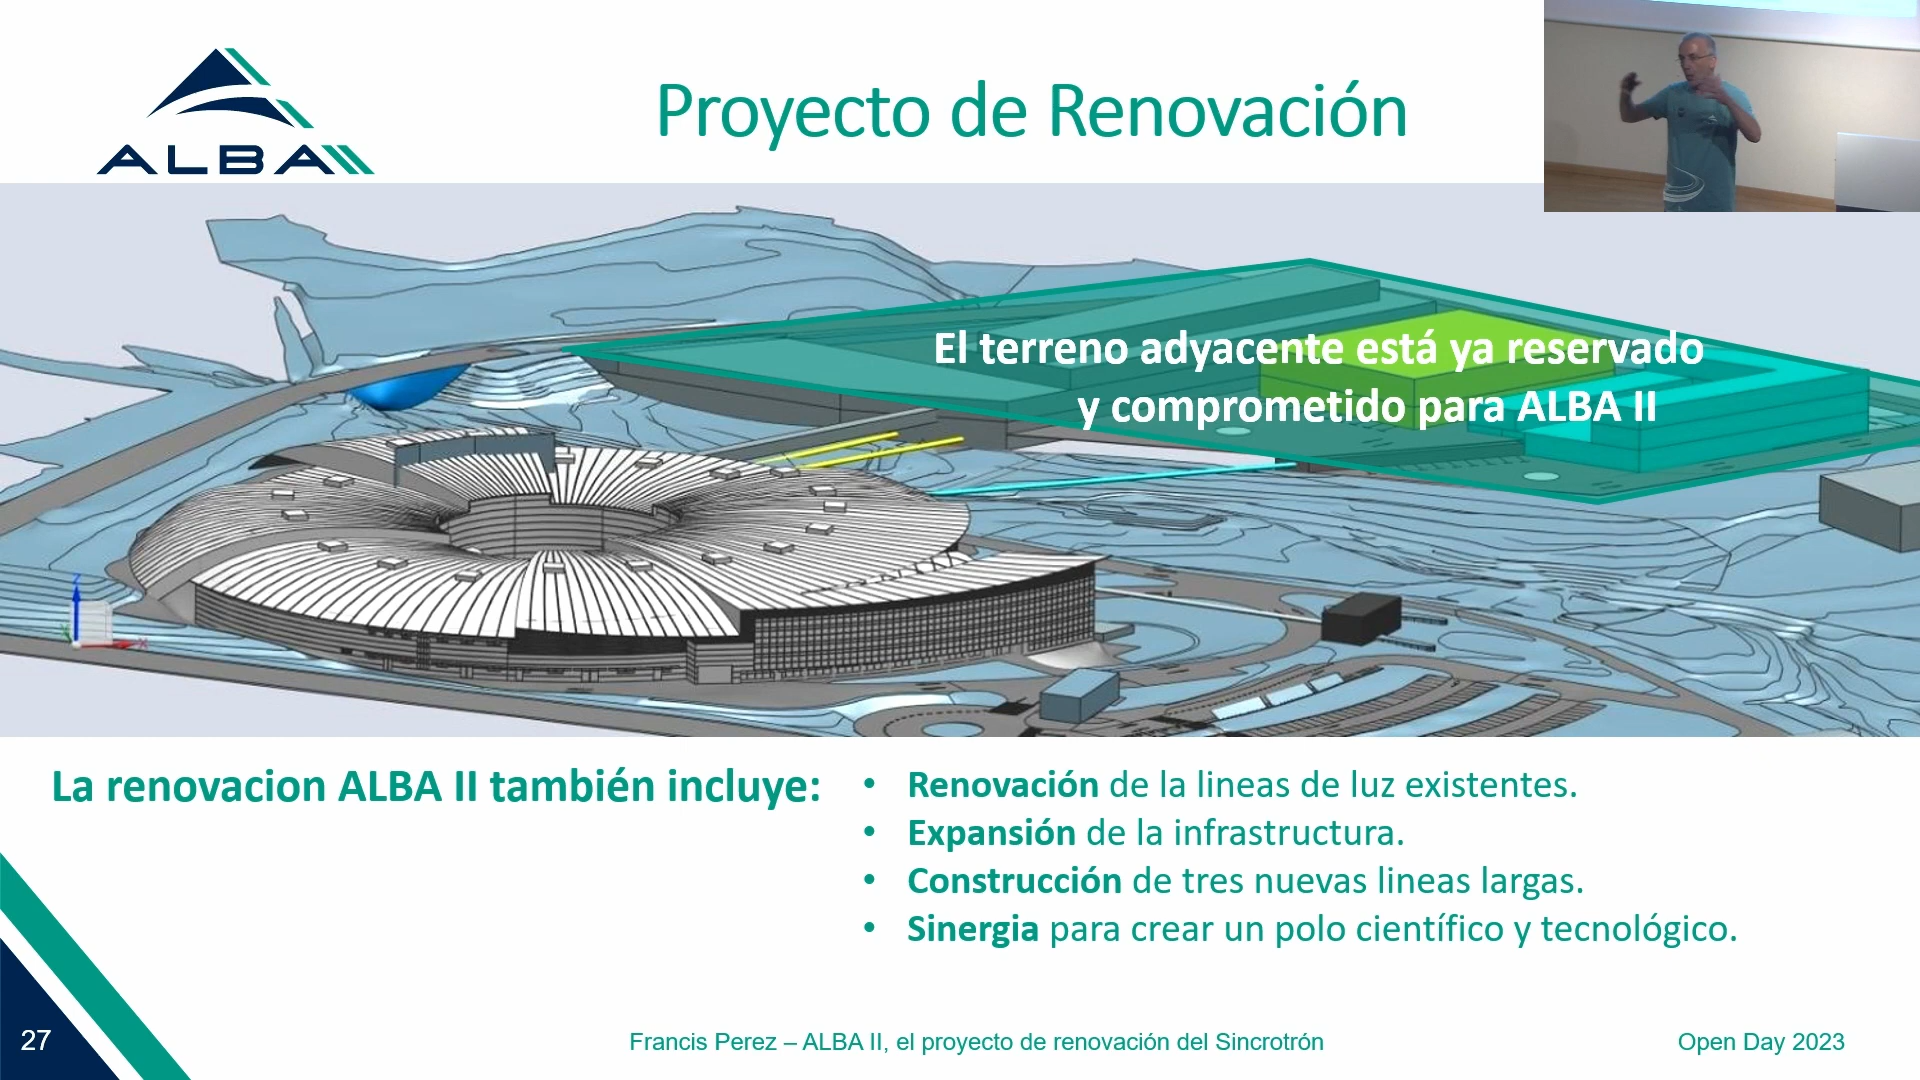 ALBA
Proyecto de Renovación
El terreno adyacente está ya reservado
y comprometido para ALBA II
Z
Y
X
La renovacion ALBA II también incluye:
• Renovación de la lineas de luz existentes.
• Expansión de la infrastructura.
• Construcción de tres nuevas lineas largas.
• Sinergia para crear un polo científico y tecnológico.
27
Francis Perez – ALBA II, el proyecto de renovación del Sincrotrón
Open Day 2023